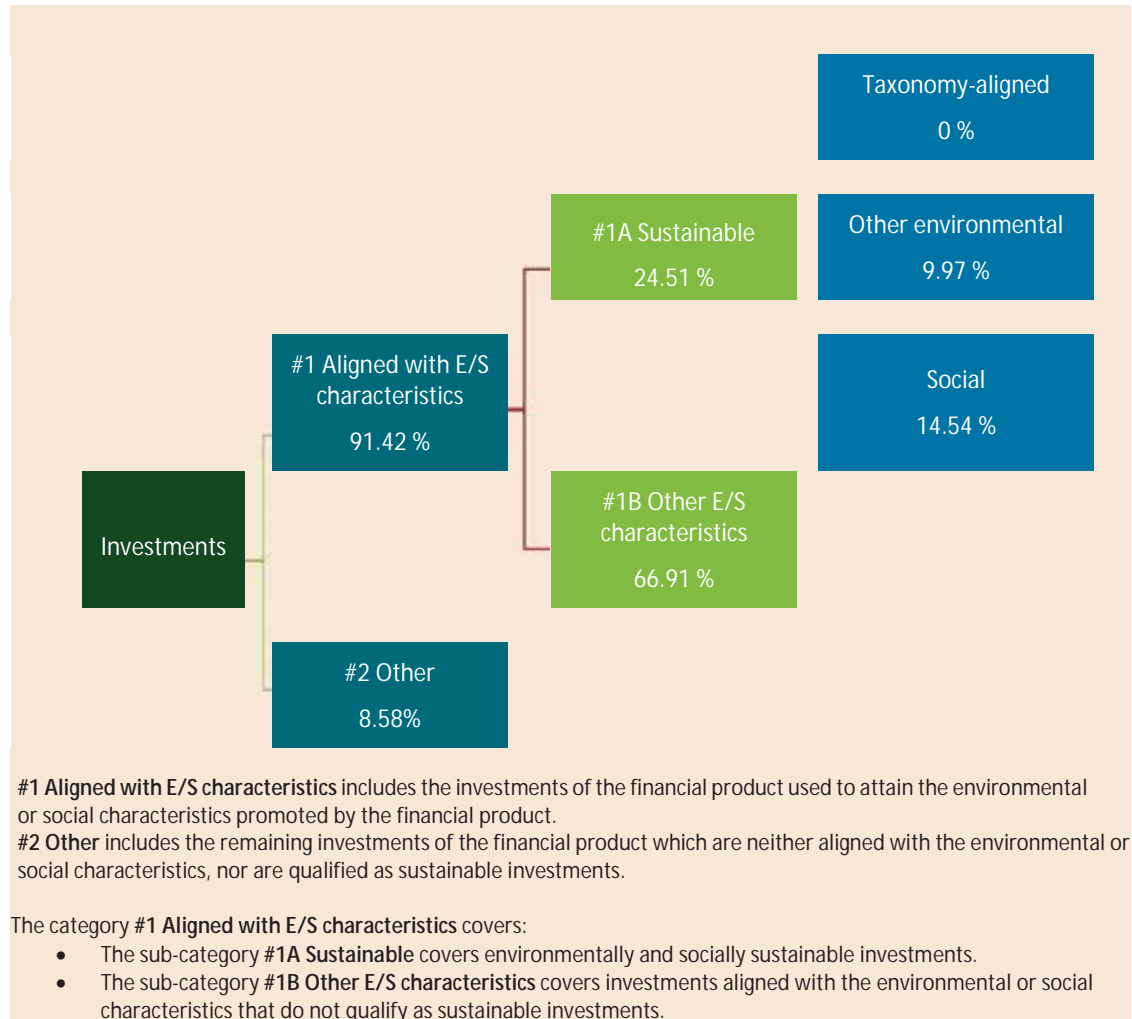 Taxonomy-aligned
0 %
#1A Sustainable
24.51 %
Other environmental
9.97 %
#1 Aligned with E/S
characteristics
91.42 %
Social
14.54 %
Investments
#1B Other E/S
characteristics
66.91 %
#2 Other
8.58%
#1 Aligned with E/S characteristics includes the investments of the financial product used to attain the environmental
or social characteristics promoted by the financial product.
#2 Other includes the remaining investments of the financial product which are neither aligned with the environmental or
social characteristics, nor are qualified as sustainable investments.
The category #1 Aligned with E/S characteristics covers:
• The sub-category #1A Sustainable covers environmentally and socially sustainable investments.
• The sub-category #1B Other E/S characteristics covers investments aligned with the environmental or social
characteristics that do not qualify as sustainable investments.